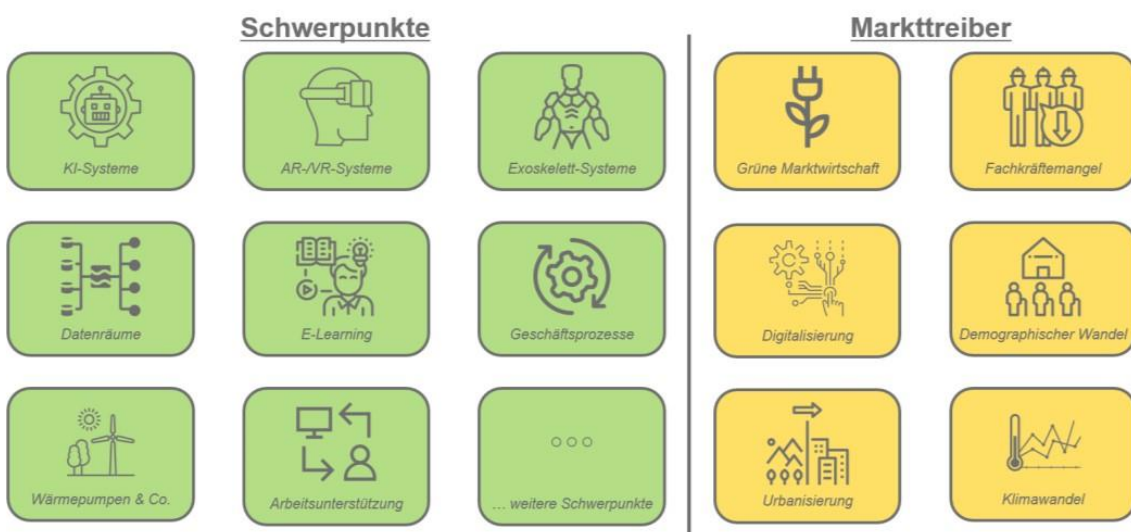 Schwerpunkte
Markttreiber
KI-Systeme
AR-/VR-Systeme
Exoskelett-Systeme
Grüne Marktwirtschaft
Fachkräftemangel
Datenräume
E-Learning
Geschäftsprozesse
Digitalisierung
Demographischer Wandel
Wärmepumpen & Co.
Arbeitsunterstützung
... weitere Schwerpunkte
Urbanisierung
Klimawandel